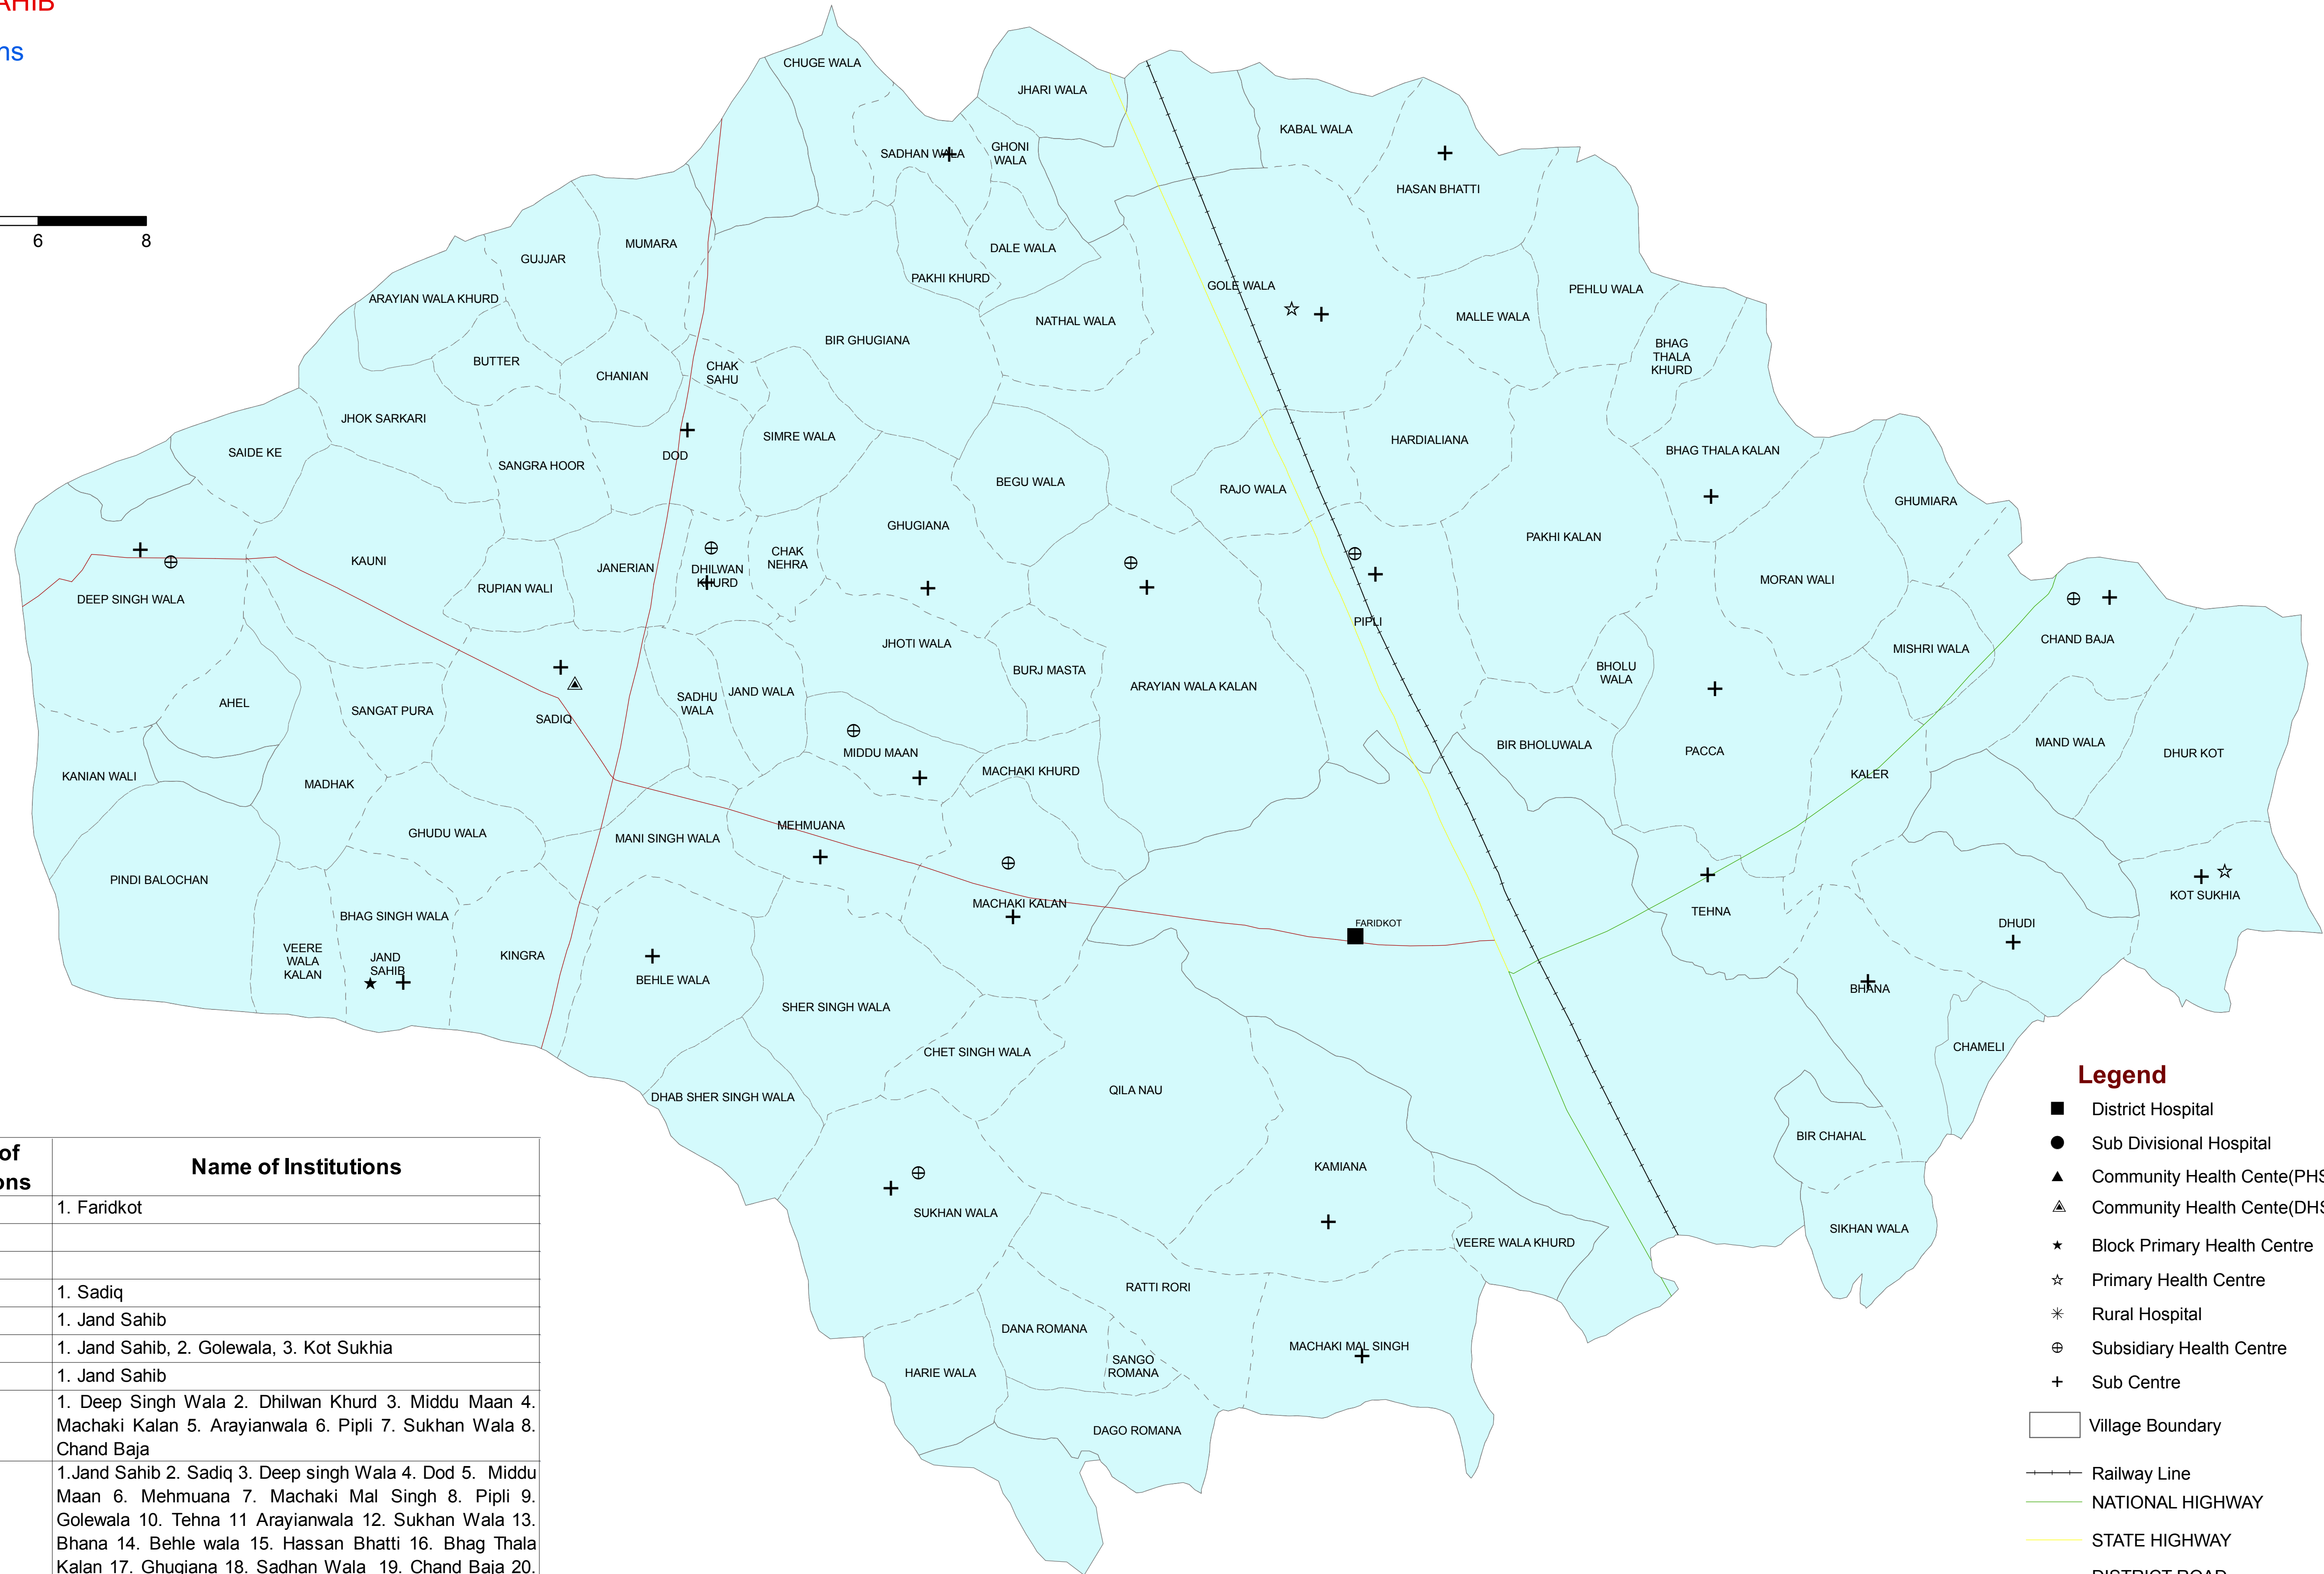 AHIB
ns
6 8
CHUGE WALA
JHARI WALA
KABAL WALA
SADHAN WALA
GHONI
WALA
HASAN BHATTI
MUMARA
DALE WALA
GUJJAR
PAKHI KHURD
GOLE WALA
PEHLU WALA
ARAYIAN WALA KHURD
NATHAL WALA
MALLE WALA
BIR GHUGIANA
BHAG
THALA
KHURD
BUTTER
CHANIAN
CHAK
SAHU
JHOK SARKARI
SIMRE WALA
HARDIALIANA
SAIDE KE
DOD
BHAG THALA KALAN
SANGRA HOOR
BEGU WALA
RAJO WALA
GHUMIARA
GHUGIANA
PAKHI KALAN
KAUNI
CHAK
NEHRA
JANERIAN
DHILWAN
KHURD
MORAN WALI
RUPIAN WALI
DEEP SINGH WALA
PIPLI
CHAND BAJA
JHOTI WALA
MISHRI WALA
BURJ MASTA
BHOLU
WALA
ARAYIAN WALA KALAN
JAND WALA
SADHU
WALA
AHEL
SANGAT PURA
SADIQ
MAND WALA
BIR BHOLUWALA
PACCA
MIDDU MAAN
DHUR KOT
MACHAKI KHURD
KANIAN WALI
KALER
MADHAK
MEHMUANA
GHUDU WALA
MANI SINGH WALA
PINDI BALOCHAN
KOT SUKHIA
MACHAKI KALAN
TEHNA
BHAG SINGH WALA
FARIDKOT
DHUDI
VEERE
WALA
KALAN
KINGRA
JAND
SAHIB
BEHLE WALA
BHANA
SHER SINGH WALA
CHAMELI
CHET SINGH WALA
QILA NAU
DHAB SHER SINGH WALA
BIR CHAHAL
KAMIANA
SUKHAN WALA
SIKHAN WALA
VEERE WALA KHURD
RATTI RORI
DANA ROMANA
MACHAKI MAL SINGH
SANGO
ROMANA
HARIE WALA
DAGO ROMANA
of
ons
Name of Institutions
1. Faridkot
1. Sadiq
1. Jand Sahib
1. Jand Sahib, 2. Golewala, 3. Kot Sukhia
1. Jand Sahib
1. Deep Singh Wala 2. Dhilwan Khurd 3. Middu Maan 4.
Machaki Kalan 5. Arayianwala 6. Pipli 7. Sukhan Wala 8.
Chand Baja
1.Jand Sahib 2. Sadiq 3. Deep singh Wala 4. Dod 5. Middu
Maan 6. Mehmuana 7. Machaki Mal Singh 8. Pipli 9.
Golewala 10. Tehna 11 Arayianwala 12. Sukhan Wala 13.
Bhana 14. Behle wala 15. Hassan Bhatti 16. Bhag Thala
Kalan 17. Ghugiana 18. Sadhan Wala 19. Chand Baja 20.
Legend
District Hospital
Sub Divisional Hospital
Community Health Cente(PHS
Community Health Cente(DHS
Block Primary Health Centre
Primary Health Centre
Rural Hospital
Subsidiary Health Centre
Sub Centre
Village Boundary
Railway Line
NATIONAL HIGHWAY
STATE HIGHWAY
DISTRICT ROAD